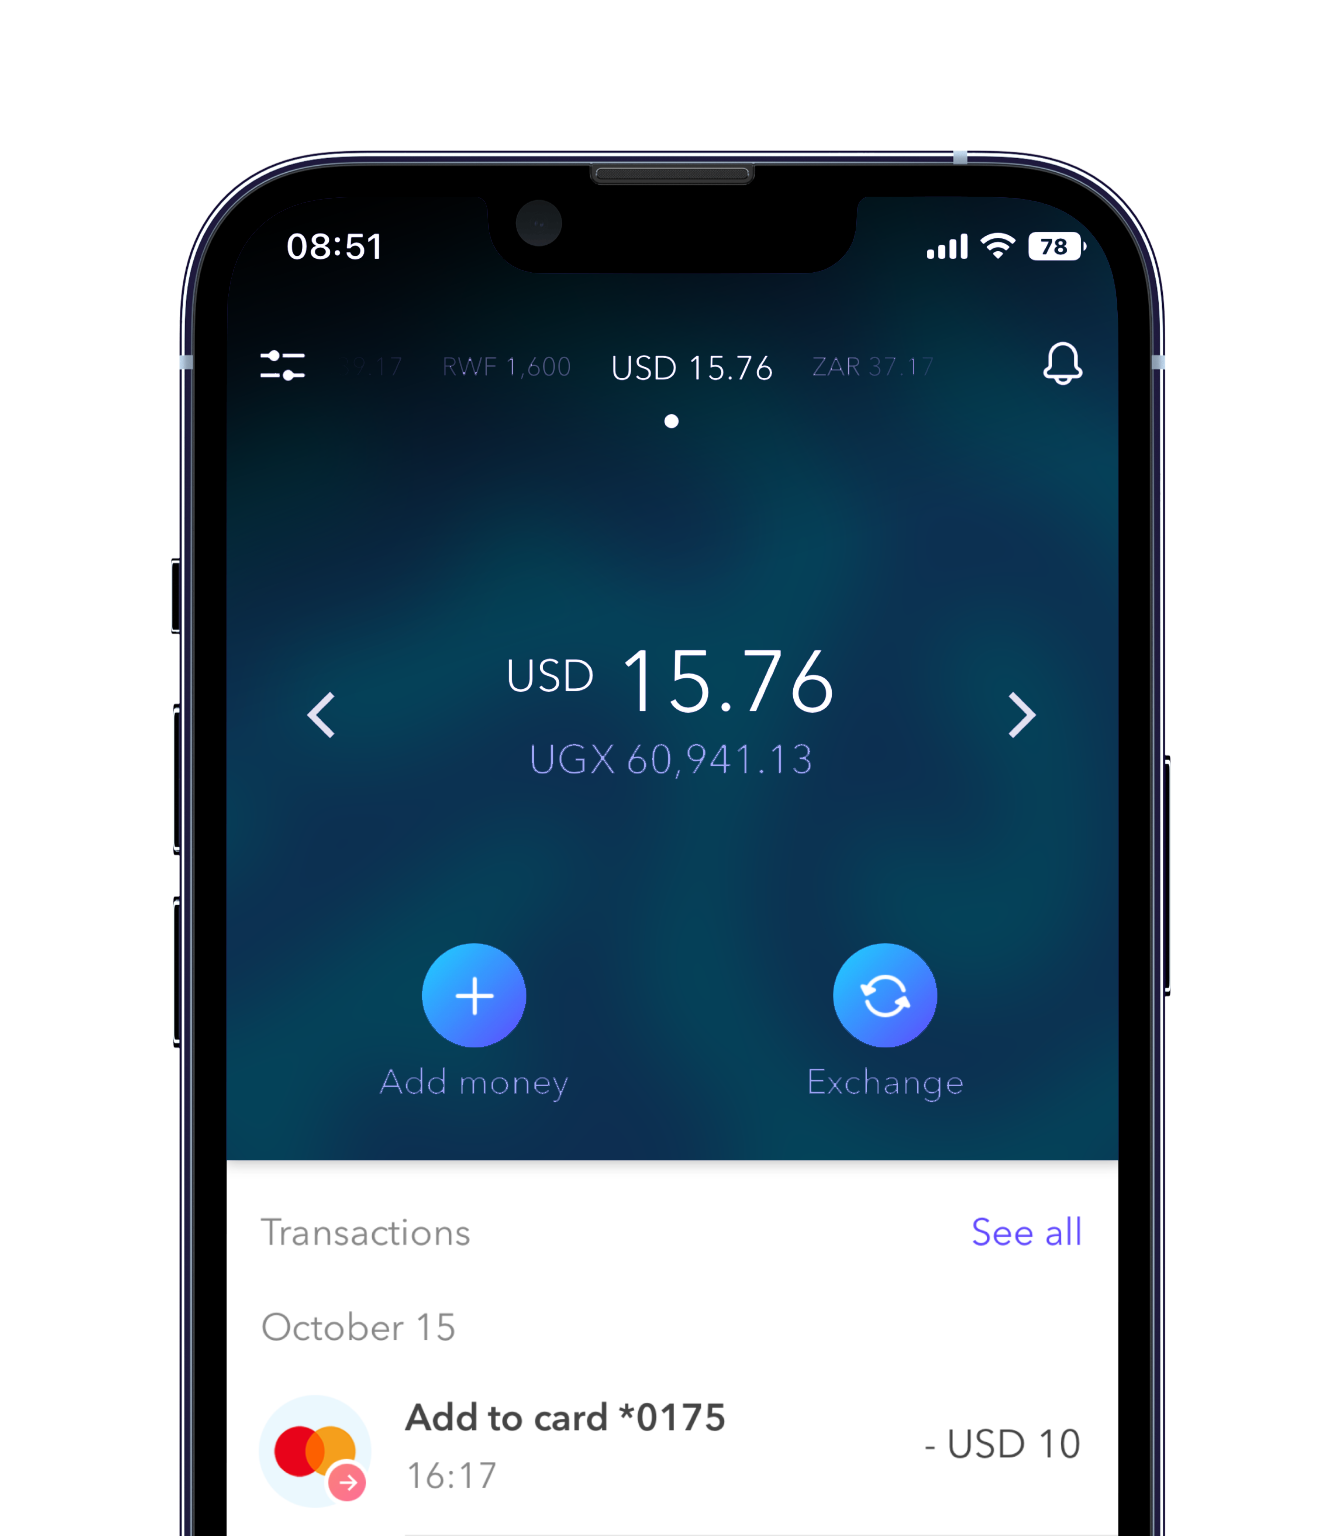 08:51
78
9.17 RWF 1,600 USD 15.76 ZAR 37.17
USD 15.76
UGX 60,941.13
Add money
Exchange
Transactions
See all
October 15
Add to card *0175
- USD 10
16:17